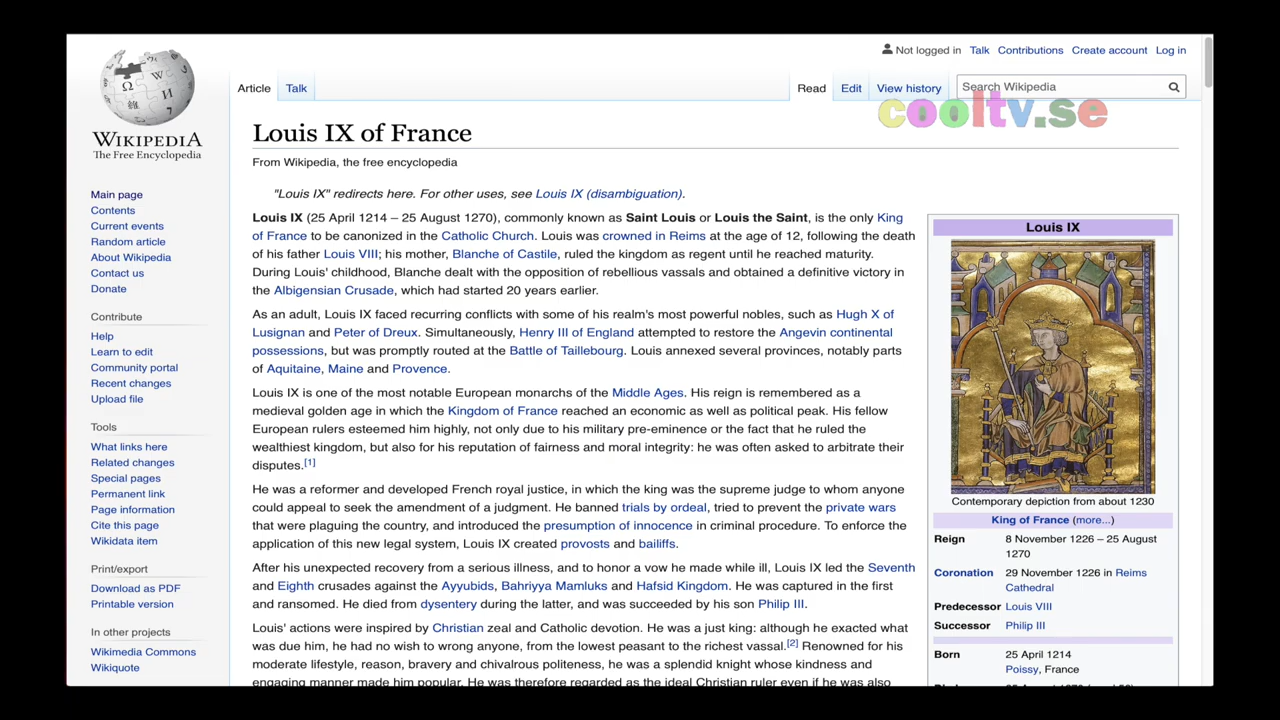 Not logged in Talk Contributions Create account Log in
Article Talk Read Edit View history Search Wikipedia
cooltv.se
WIKIPEDIA
The Free Encyclopedia
Main page
Contents
Current events
Random article
About Wikipedia
Contact us
Donate
Contribute
Help
Learn to edit
Community portal
Recent changes
Upload file
Tools
What links here
Related changes
Special pages
Permanent link
Page information
Cite this page
Wikidata item
Print/export
Download as PDF
Printable version
In other projects
Wikimedia Commons
Wikiquote
Louis IX of France
From Wikipedia, the free encyclopedia
"Louis IX" redirects here. For other uses, see Louis IX (disambiguation).
Louis IX (25 April 1214 – 25 August 1270), commonly known as Saint Louis or Louis the Saint, is the only King
of France to be canonized in the Catholic Church. Louis was crowned in Reims at the age of 12, following the death
of his father Louis VIII; his mother, Blanche of Castile, ruled the kingdom as regent until he reached maturity.
During Louis' childhood, Blanche dealt with the opposition of rebellious vassals and obtained a definitive victory in
the Albigensian Crusade, which had started 20 years earlier.
As an adult, Louis IX faced recurring conflicts with some of his realm's most powerful nobles, such as Hugh X of
Lusignan and Peter of Dreux. Simultaneously, Henry III of England attempted to restore the Angevin continental
possessions, but was promptly routed at the Battle of Taillebourg. Louis annexed several provinces, notably parts
of Aquitaine, Maine and Provence.
Louis IX is one of the most notable European monarchs of the Middle Ages. His reign is remembered as a
medieval golden age in which the Kingdom of France reached an economic as well as political peak. His fellow
European rulers esteemed him highly, not only due to his military pre-eminence or the fact that he ruled the
wealthiest kingdom, but also for his reputation of fairness and moral integrity: he was often asked to arbitrate their
disputes.[1]
He was a reformer and developed French royal justice, in which the king was the supreme judge to whom anyone
could appeal to seek the amendment of a judgment. He banned trials by ordeal, tried to prevent the private wars
that were plaguing the country, and introduced the presumption of innocence in criminal procedure. To enforce the
application of this new legal system, Louis IX created provosts and bailiffs.
After his unexpected recovery from a serious illness, and to honor a vow he made while ill, Louis IX led the Seventh
and Eighth crusades against the Ayyubids, Bahriyya Mamluks and Hafsid Kingdom. He was captured in the first
and ransomed. He died from dysentery during the latter, and was succeeded by his son Philip III.
Louis' actions were inspired by Christian zeal and Catholic devotion. He was a just king: although he exacted what
was due him, he had no wish to wrong anyone, from the lowest peasant to the richest vassal.[2] Renowned for his
moderate lifestyle, reason, bravery and chivalrous politeness, he was a splendid knight whose kindness and
engaging manner made him popular. He was therefore regarded as the ideal Christian ruler even if he was also
Louis IX
Contemporary depiction from about 1230
King of France (more...)
Reign 8 November 1226 – 25 August
1270
Coronation 29 November 1226 in Reims
Cathedral
Predecessor Louis VIII
Successor Philip III
Born 25 April 1214
Poissy, France